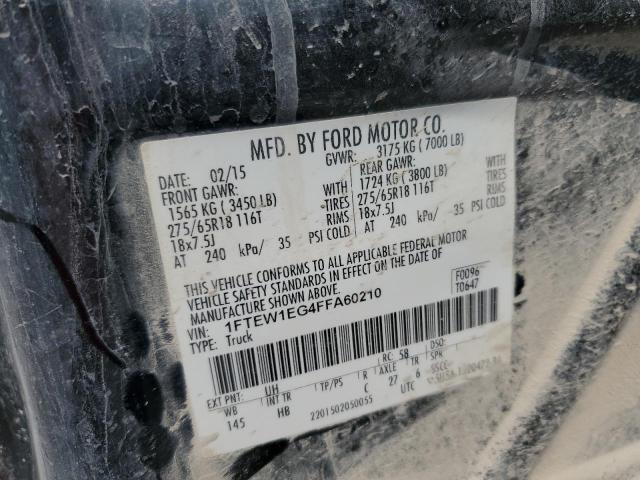 MFD. BY FORD MOTOR CO.
DATE: 02/15 GVWR: 3175 KG ( 7000 LB)
FRONT GAWR: REAR GAWR:
1565 KG ( 3450 LB) WITH 1724 KG ( 3800 LB) WITH
275/65R18 116T TIRES 275/65R18 116T TIRES
18x7.5J RIMS 18x7.5J RIMS
AT 240 kPa/ 35 PSI COLD AT 240 kPa/ 35 PSI COLD
THIS VEHICLE CONFORMS TO ALL APPLICABLE FEDERAL MOTOR
VEHICLE SAFETY STANDARDS IN EFFECT ON THE DATE OF
MANUFACTURE SHOWN ABOVE.
VIN: 1FTEW1EG4FFA60210 F0096
TYPE: Truck T0647
EXT PNT: UH RC: 58 DSO:
WB INT TR TP/PS R AXLE TR SPR
145 HB C 27 6
2201502050055 UTC